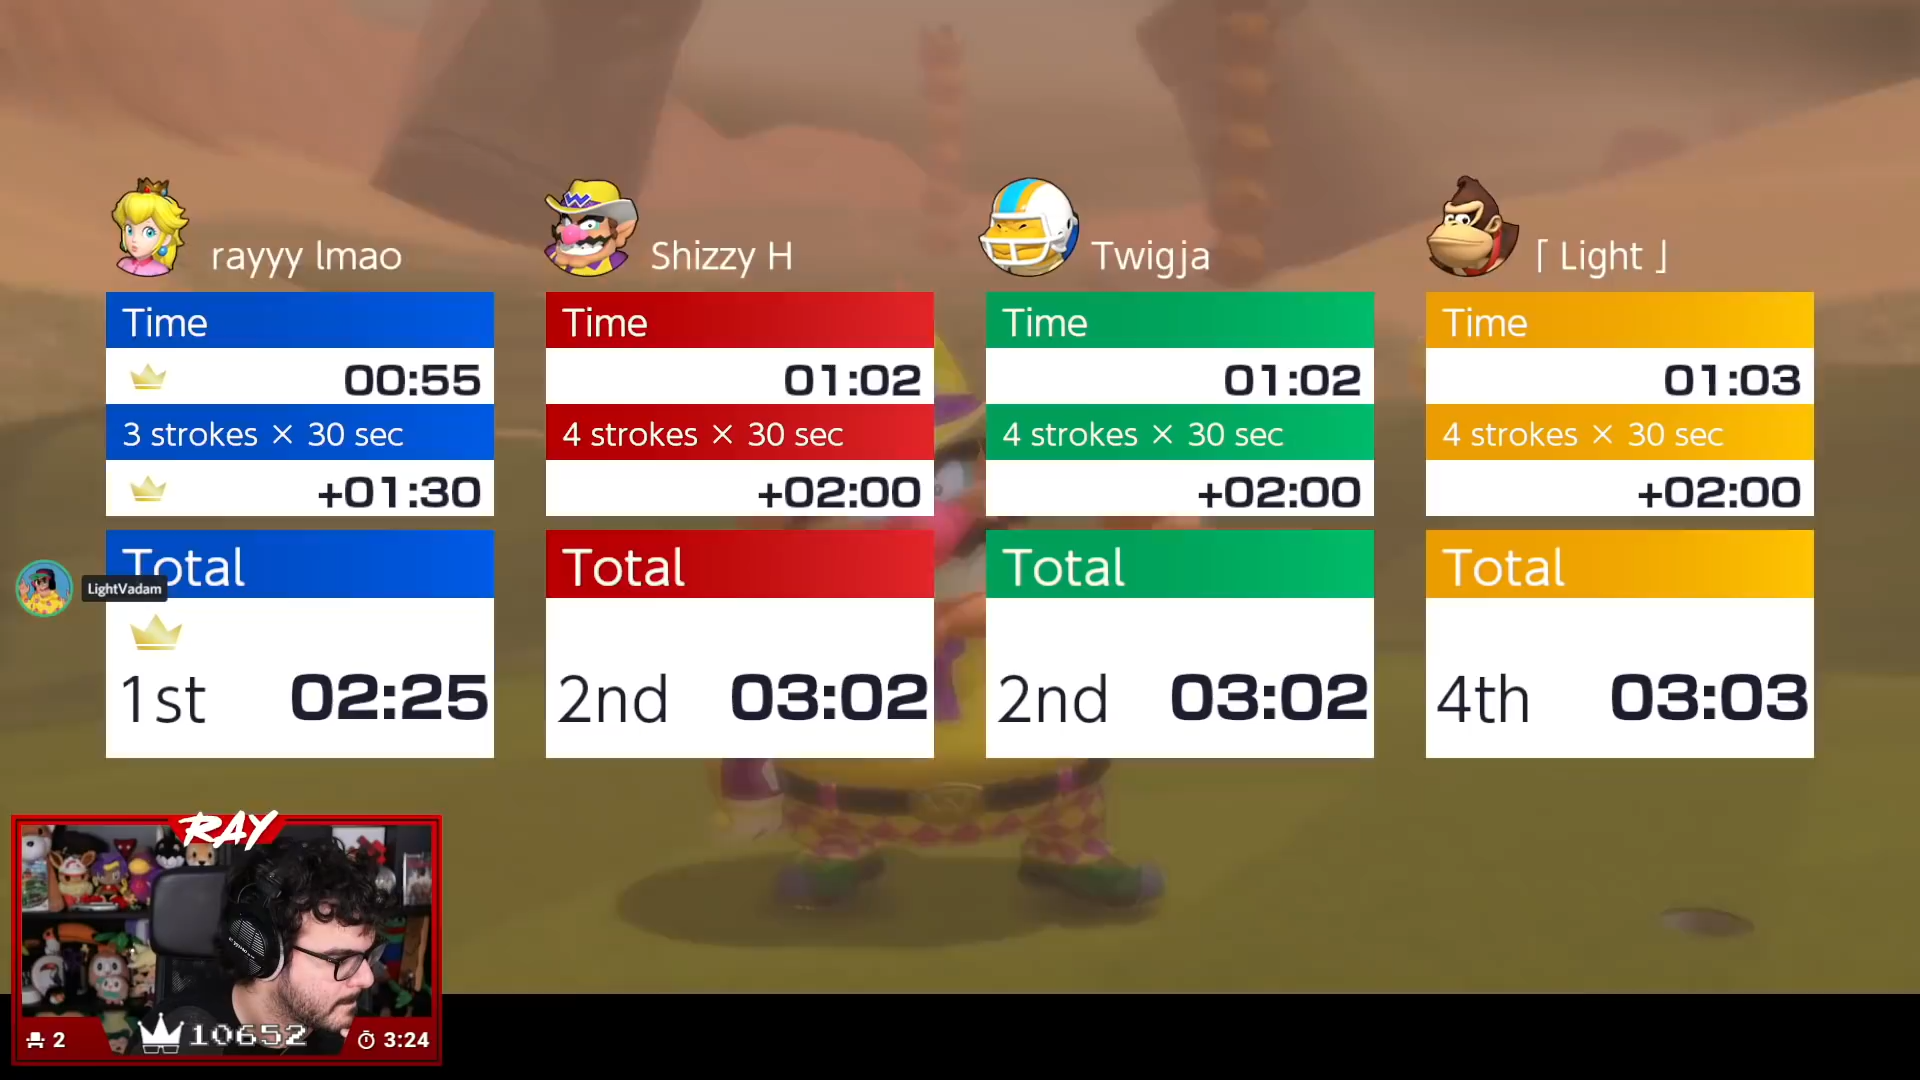 rayyy lmao
Time
00:55
3 strokes × 30 sec
+01:30
Total
1st 02:25
Shizzy H
Time
01:02
4 strokes × 30 sec
+02:00
Total
2nd 03:02
Twigja
Time
01:02
4 strokes × 30 sec
+02:00
Total
2nd 03:02
「 Light 」
Time
01:03
4 strokes × 30 sec
+02:00
Total
4th 03:03
LightVadam
RAY
2 10652 3:24